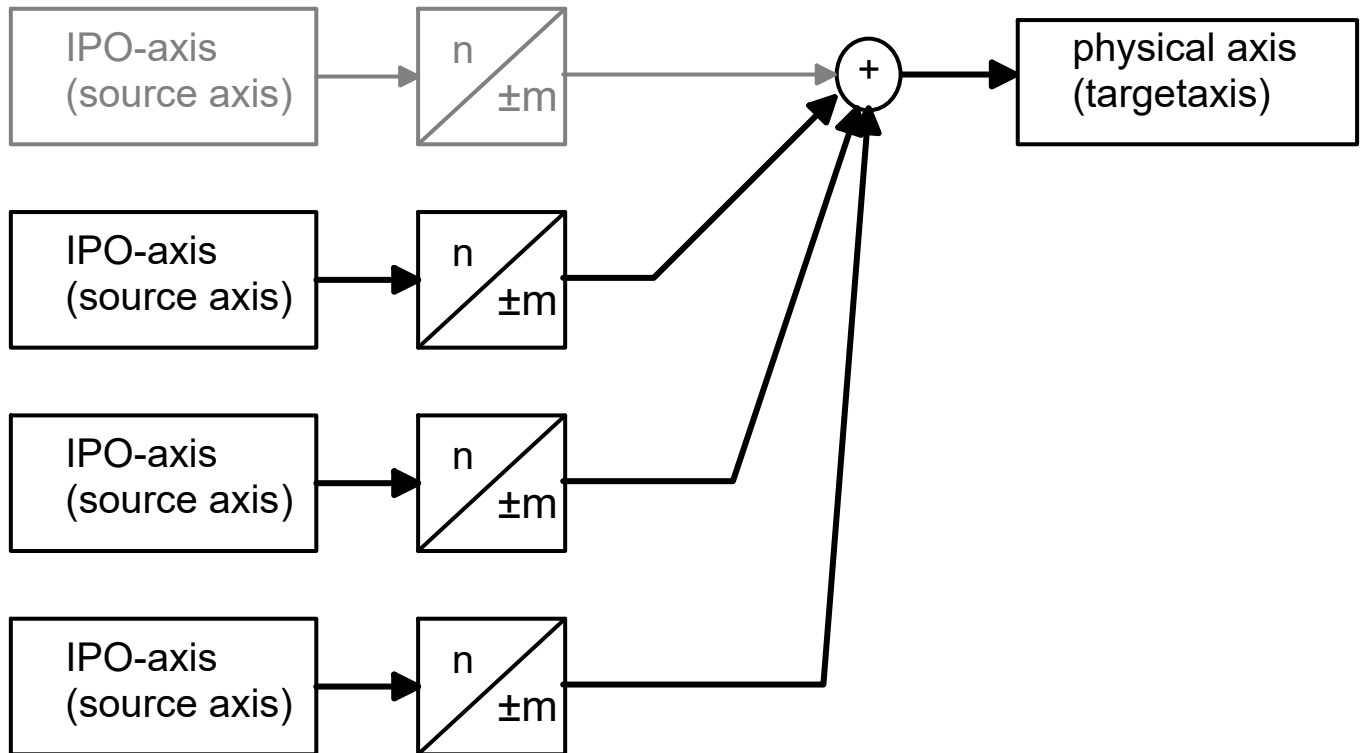 IPO-axis
(source axis)
n
±m
+
physical axis
(targetaxis)
IPO-axis
(source axis)
n
±m
IPO-axis
(source axis)
n
±m
IPO-axis
(source axis)
n
±m